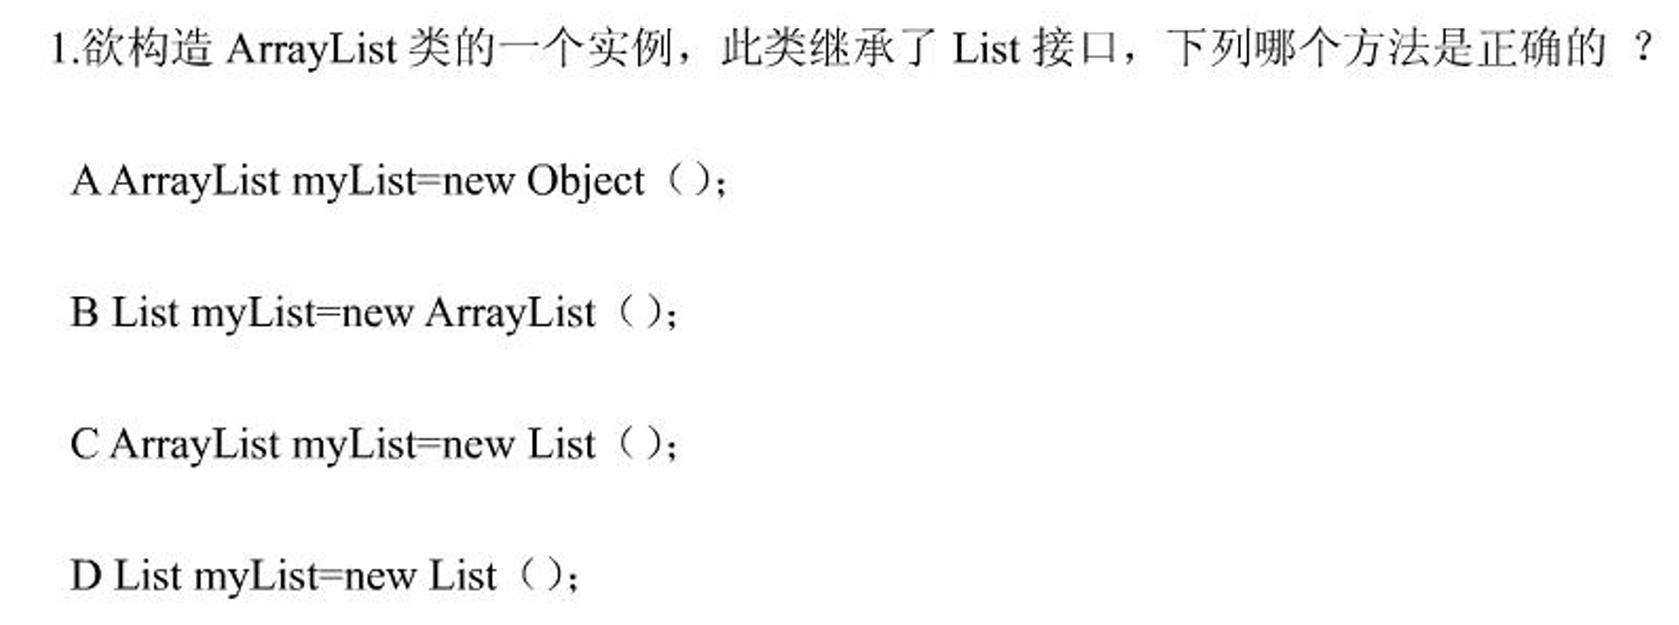 1.欲构造 ArrayList 类的一个实例，此类继承了 List 接口，下列哪个方法是正确的 ？
A ArrayList myList=new Object（）;
B List myList=new ArrayList（）;
C ArrayList myList=new List（）;
D List myList=new List（）;